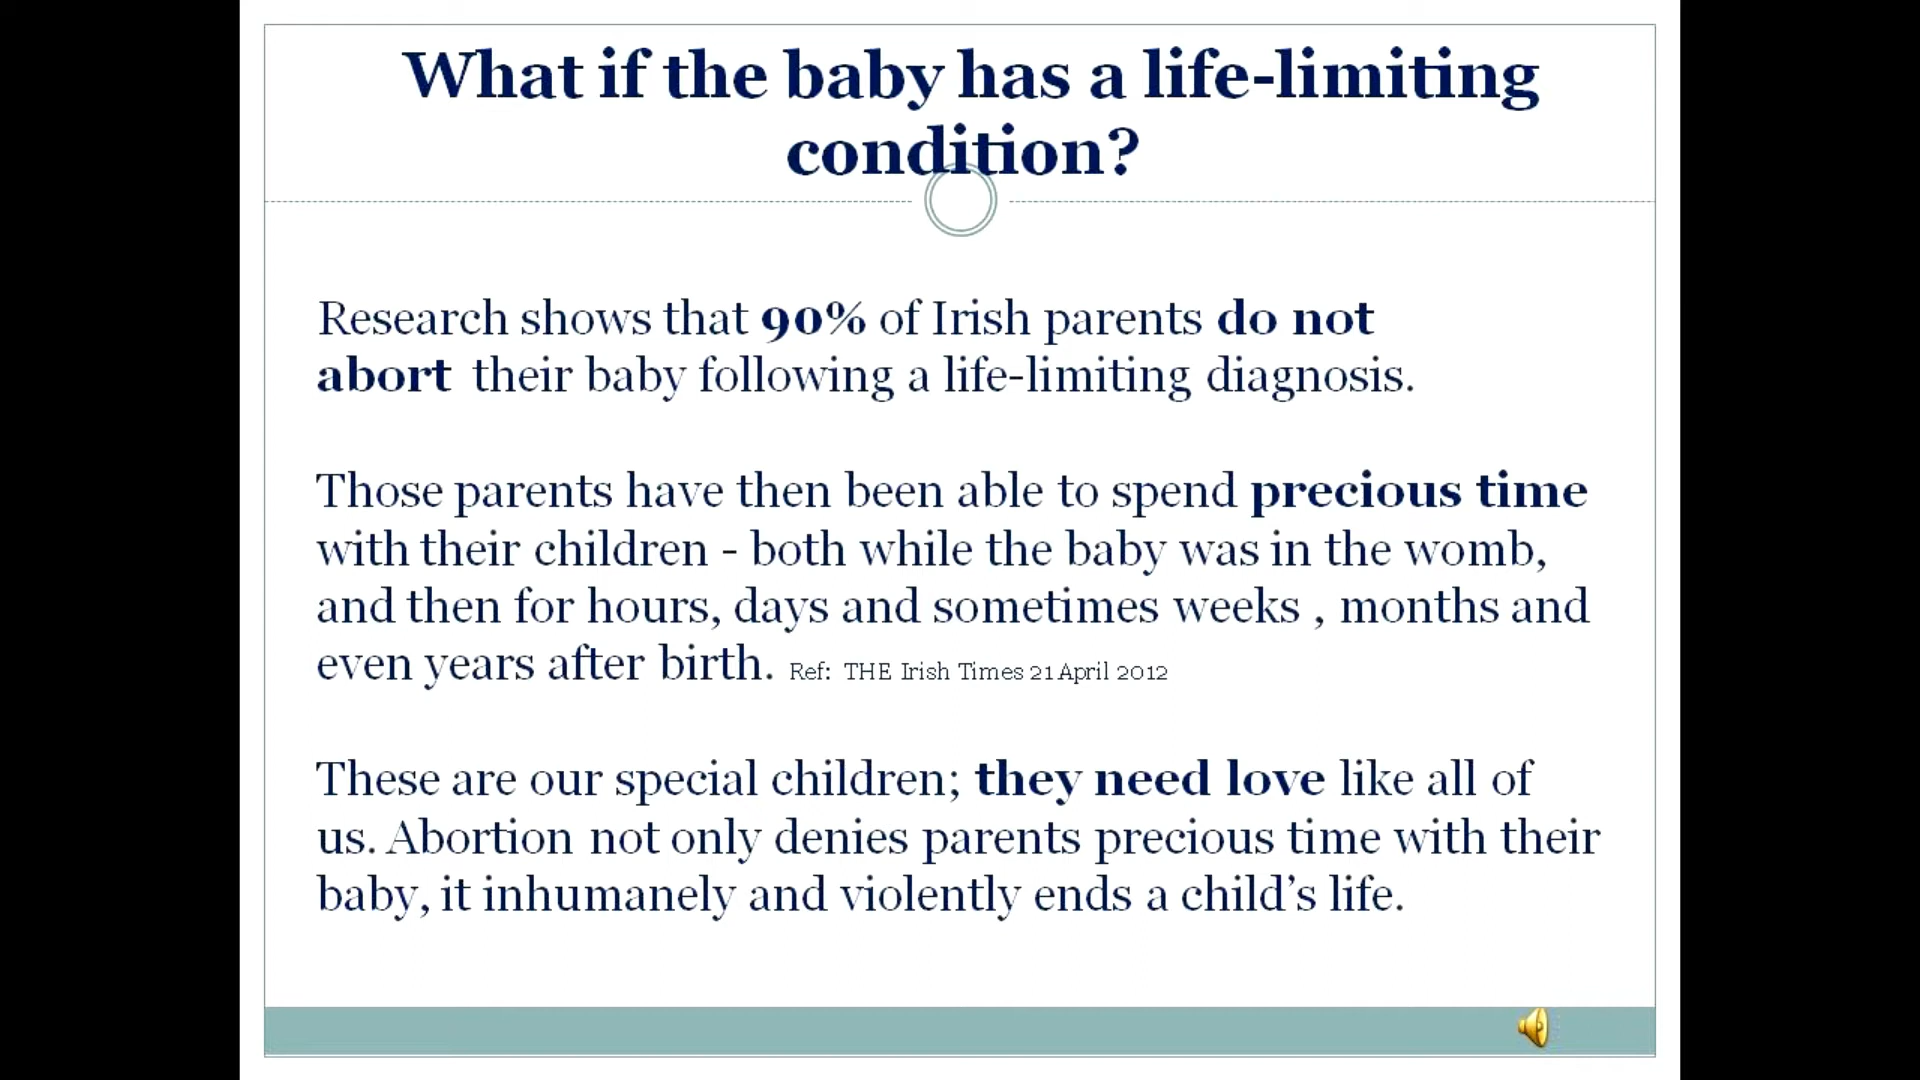 What if the baby has a life-limiting
condition?
Research shows that 90% of Irish parents do not
abort their baby following a life-limiting diagnosis.
Those parents have then been able to spend precious time
with their children - both while the baby was in the womb,
and then for hours, days and sometimes weeks , months and
even years after birth. Ref: THE Irish Times 21 April 2012
These are our special children; they need love like all of
us. Abortion not only denies parents precious time with their
baby, it inhumanely and violently ends a child’s life.